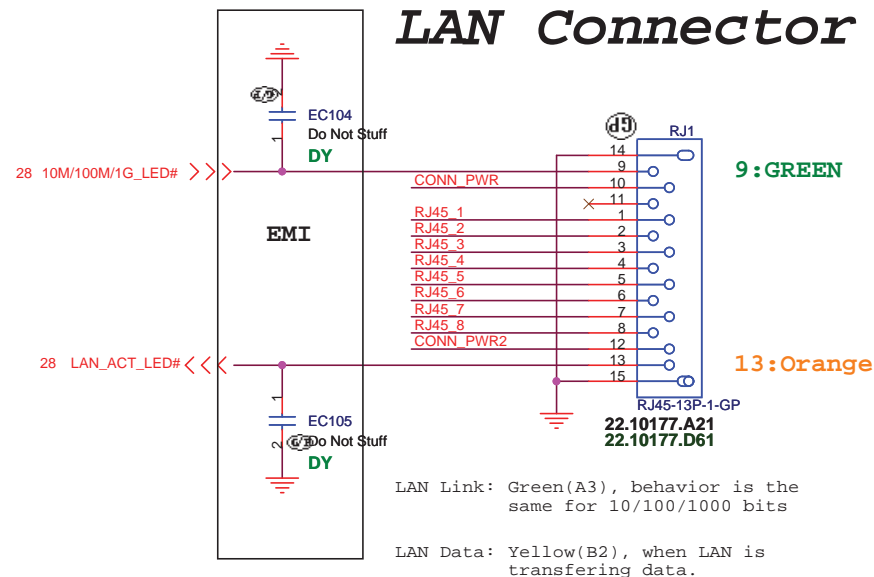 LAN Connector
EC104
Do Not Stuff
DY
1
28 10M/100M/1G_LED#
EMI
28 LAN_ACT_LED#
1
EC105
2
Do Not Stuff
DY
GP
RJ1
14
9
CONN_PWR 10
11
RJ45_1 1
RJ45_2 2
RJ45_3 3
RJ45_4 4
RJ45_5 5
RJ45_6 6
RJ45_7 7
RJ45_8 8
CONN_PWR2 12
13
15
9:GREEN
13:Orange
RJ45-13P-1-GP
22.10177.A21
22.10177.D61
LAN Link: Green(A3), behavior is the
same for 10/100/1000 bits
LAN Data: Yellow(B2), when LAN is
transfering data.